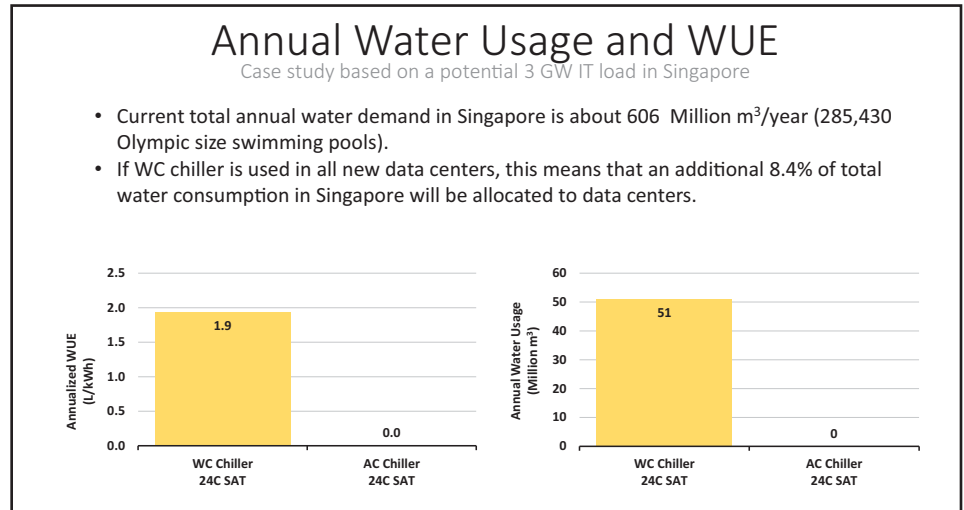 Annual Water Usage and WUE
Case study based on a potential 3 GW IT load in Singapore
• Current total annual water demand in Singapore is about 606 Million m³/year (285,430
Olympic size swimming pools).
• If WC chiller is used in all new data centers, this means that an additional 8.4% of total
water consumption in Singapore will be allocated to data centers.
Annualized WUE
(L/kWh)
2.5
2.0
1.5
1.0
0.5
0.0
1.9
0.0
WC Chiller
24C SAT
AC Chiller
24C SAT
Annual Water Usage
(Million m³)
60
50
40
30
20
10
0
51
0
WC Chiller
24C SAT
AC Chiller
24C SAT